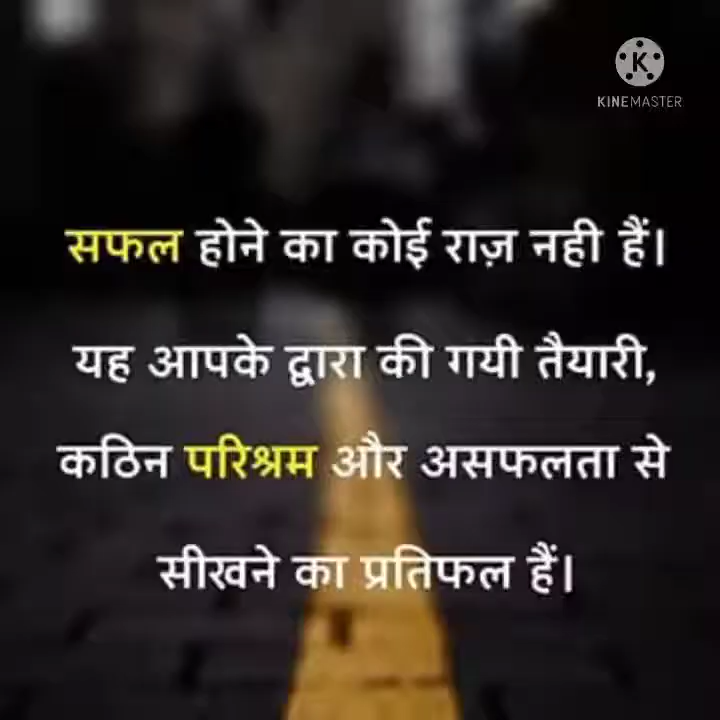 KINEMASTER
सफल होने का कोई राज़ नही हैं।
यह आपके द्वारा की गयी तैयारी,
कठिन परिश्रम और असफलता से
सीखने का प्रतिफल हैं।